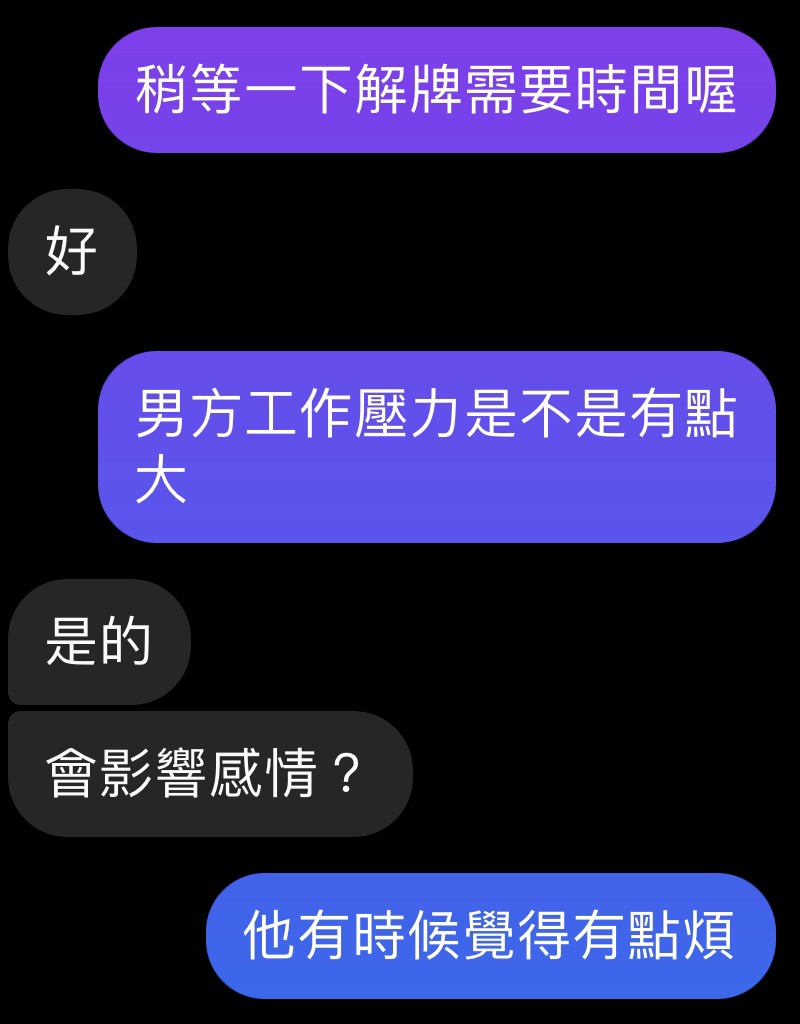 稍等一下解牌需要時間喔
好
男方工作壓力是不是有點
大
是的
會影響感情？
他有時候覺得有點煩